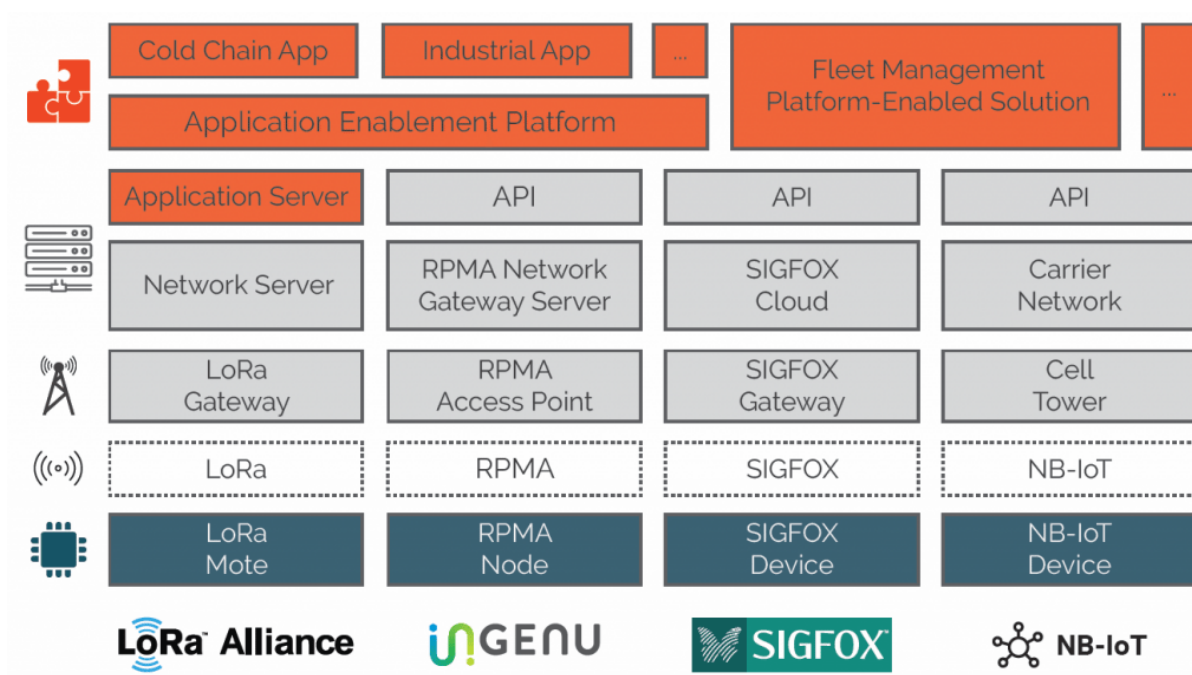 Cold Chain App
Industrial App
...
Fleet Management
Platform-Enabled Solution
...
Application Enablement Platform
Application Server
API
API
API
Network Server
RPMA Network
Gateway Server
SIGFOX
Cloud
Carrier
Network
LoRa
Gateway
RPMA
Access Point
SIGFOX
Gateway
Cell
Tower
LoRa
RPMA
SIGFOX
NB-IoT
LoRa
Mote
RPMA
Node
SIGFOX
Device
NB-IoT
Device
LoRa™ Alliance
inGENU
SIGFOX
NB-IoT